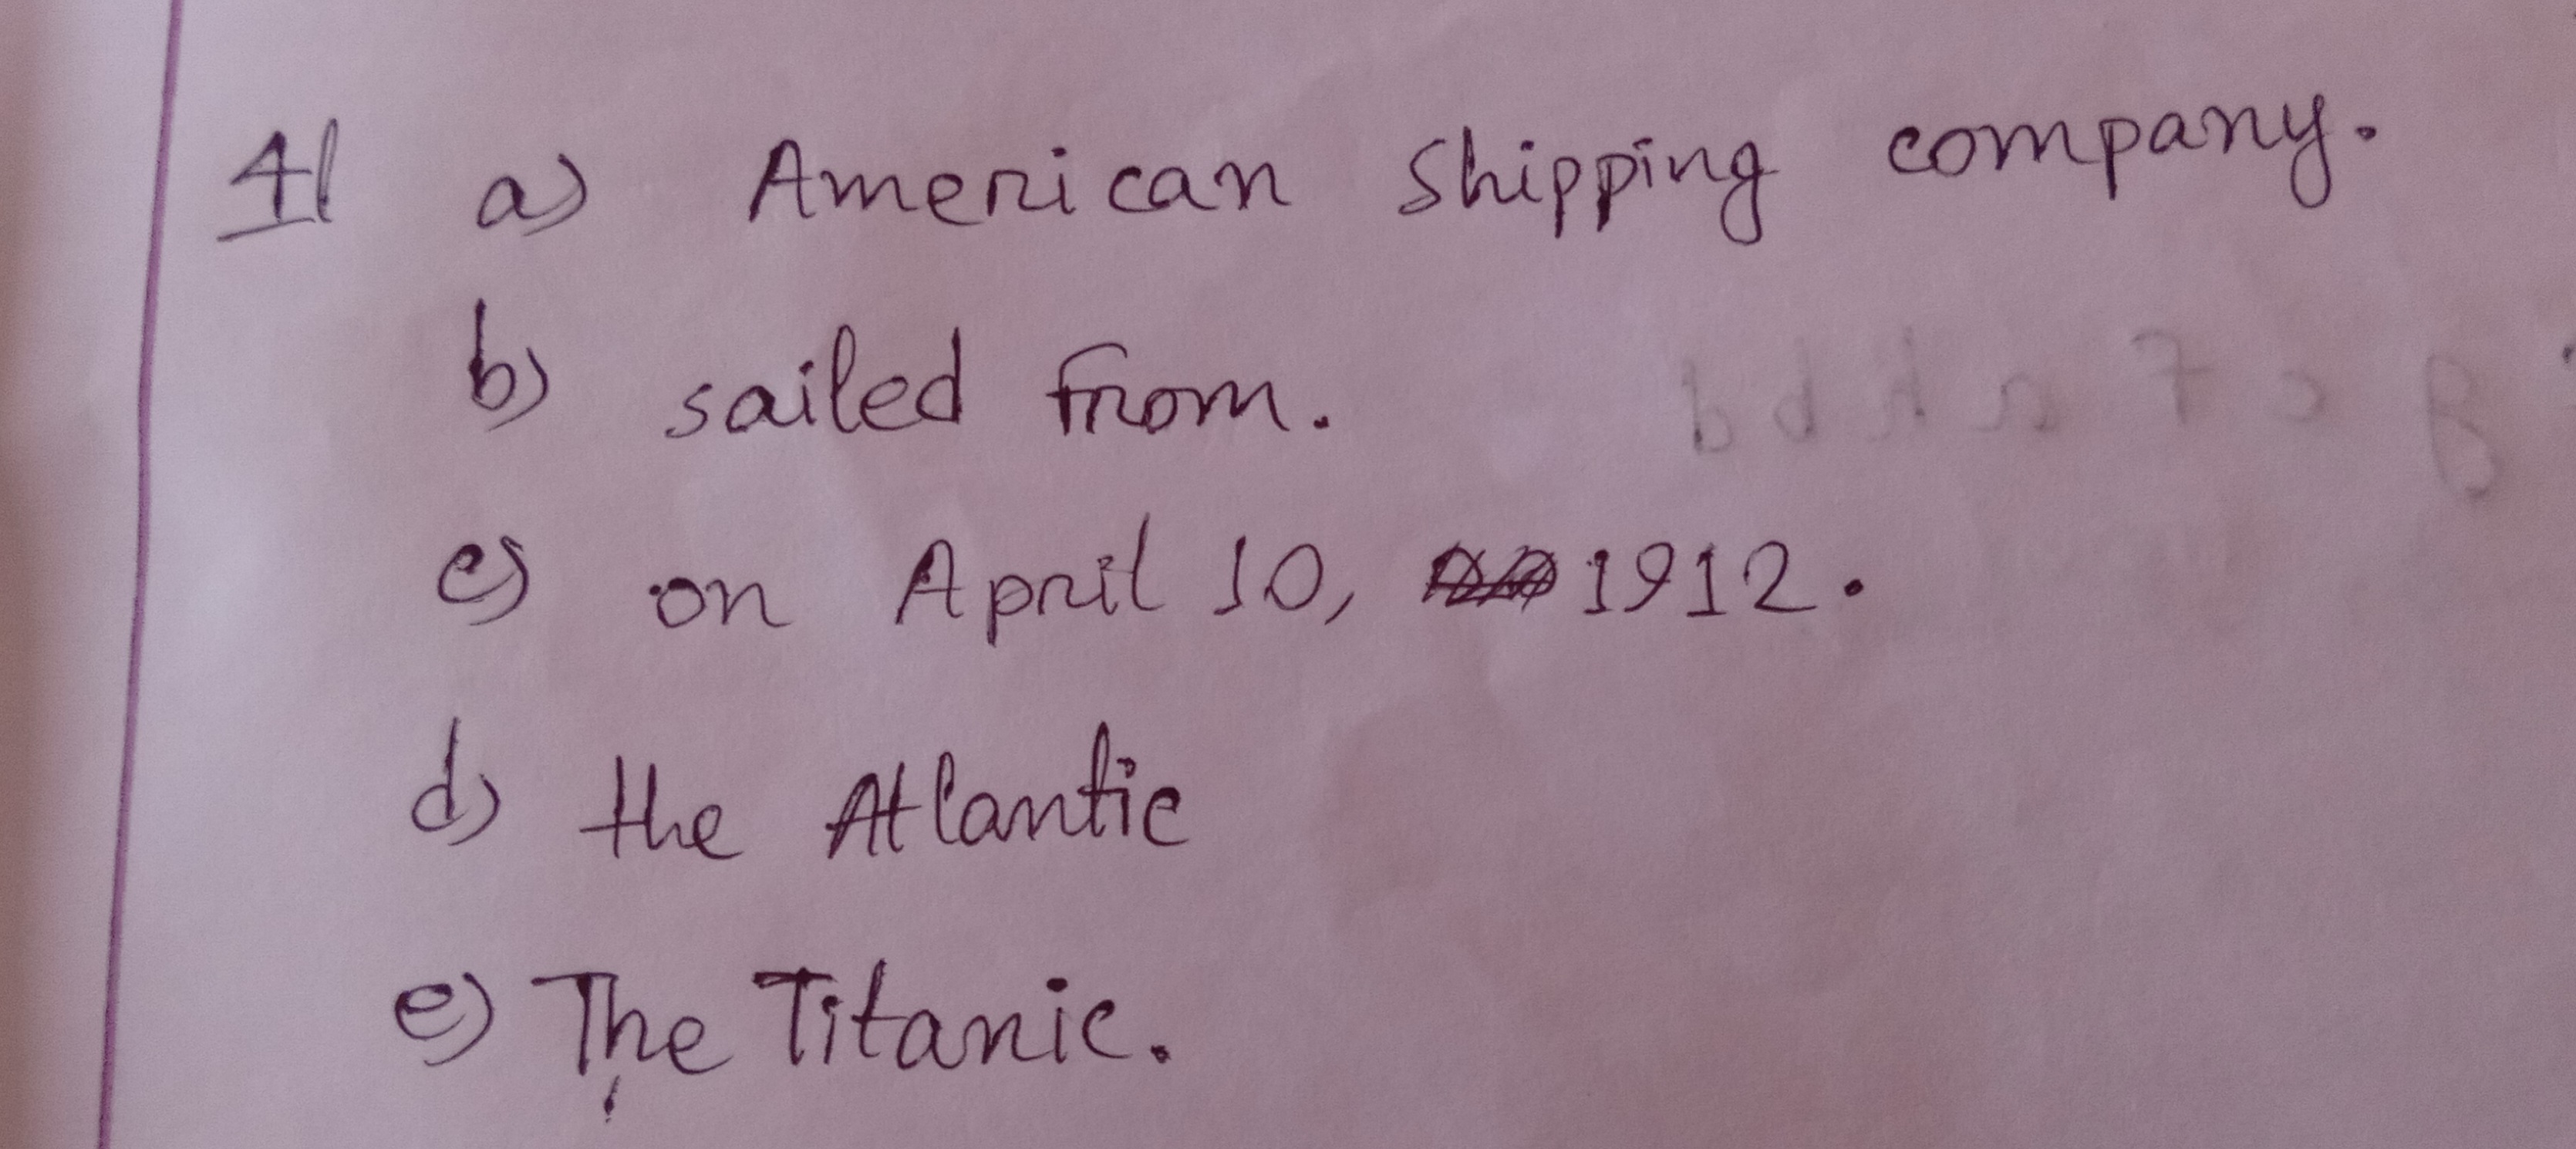 4| a) American Shipping company.
b) sailed from.
c) on April 10, 1912.
d) the Atlantic
e) The Titanic.